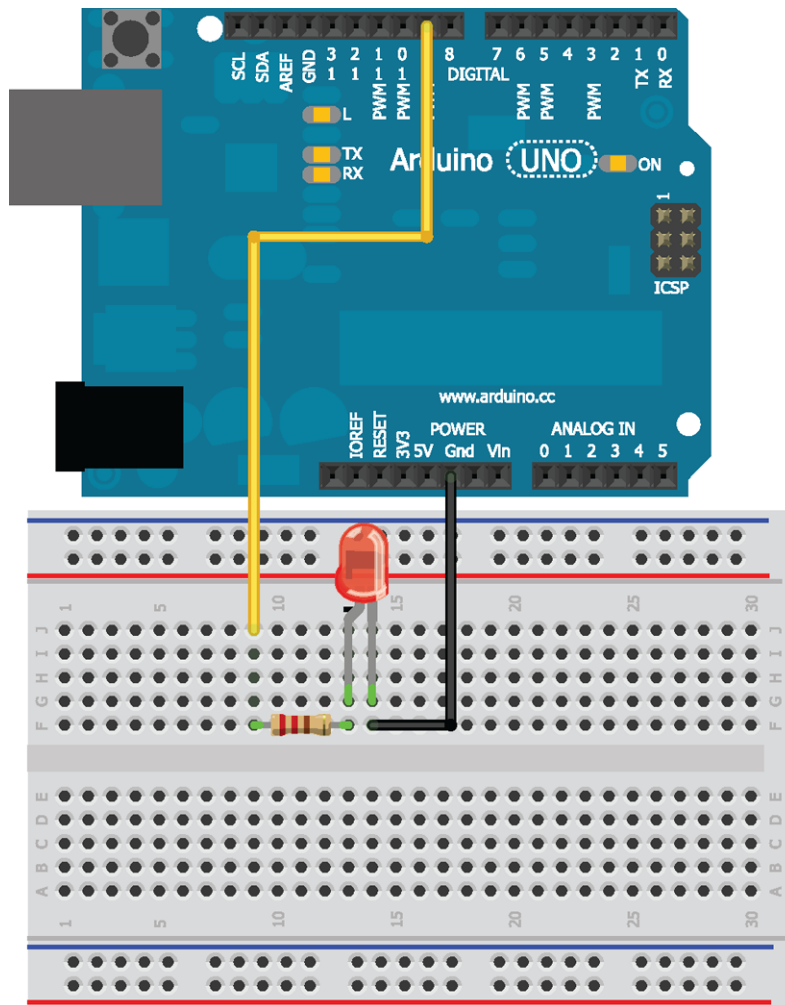 SCL
SDA
AREF
GND
13
12
PWM 11
PWM 10
8
DIGITAL
7
PWM 6
PWM 5
4
PWM 3
2
TX 1
RX 0
L
TX
RX
Arduino UNO
ON
1
ICSP
www.arduino.cc
POWER
ANALOG IN
IOREF
RESET
3V3
5V Gnd Vin
0 1 2 3 4 5
1 5 10 15 20 25 30
J J
I I
H H
G G
F F
E E
D D
C C
B B
A A
1 5 10 15 20 25 30